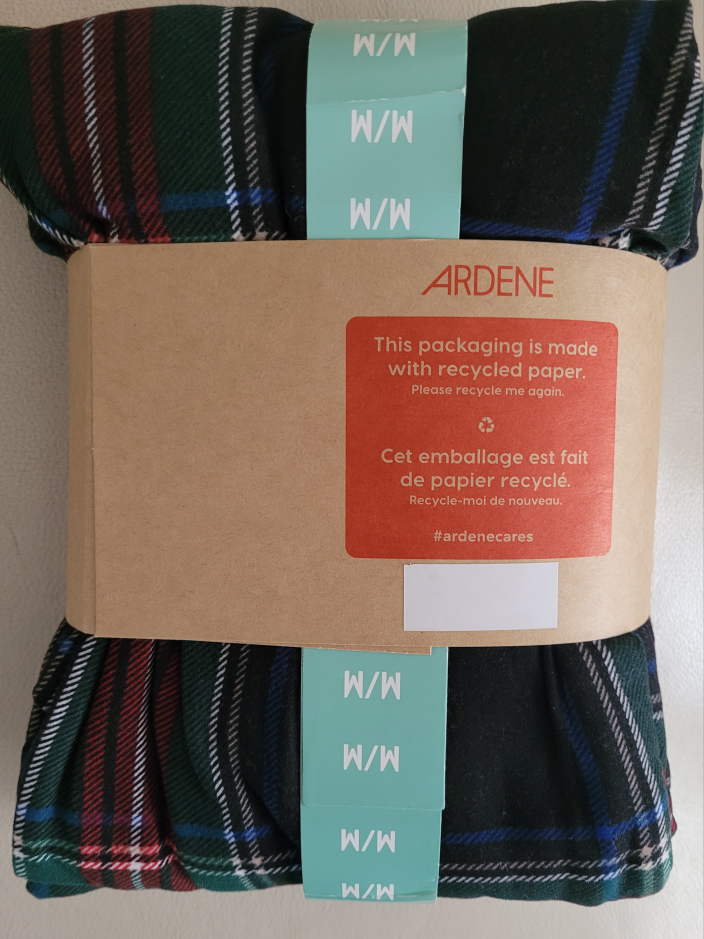 M/M
M/M
M/M
ARDENE
This packaging is made
with recycled paper.
Please recycle me again.
Cet emballage est fait
de papier recyclé.
Recycle-moi de nouveau.
#ardenecares
M/M
M/M
M/M
M/M